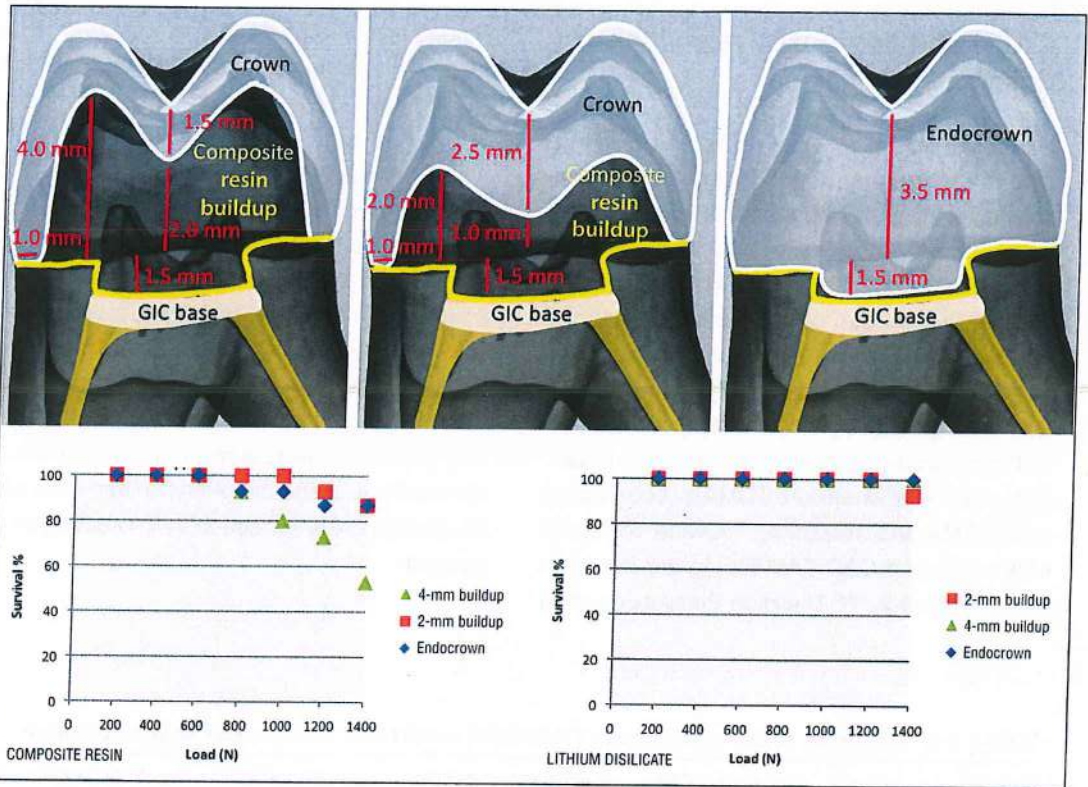 Crown
1.5 mm
4.0 mm
Composite
resin
buildup
2.0 mm
1.0 mm
1.5 mm
GIC base
Crown
2.5 mm
Composite
resin
buildup
2.0 mm
1.0 mm
1.0 mm
1.5 mm
GIC base
Endocrown
3.5 mm
1.5 mm
GIC base
100
80
60
40
20
0
Survival %
0 200 400 600 800 1000 1200 1400
Load (N)
4-mm buildup
2-mm buildup
Endocrown
COMPOSITE RESIN
100
80
60
40
20
0
Survival %
0 200 400 600 800 1000 1200 1400
Load (N)
2-mm buildup
4-mm buildup
Endocrown
LITHIUM DISILICATE